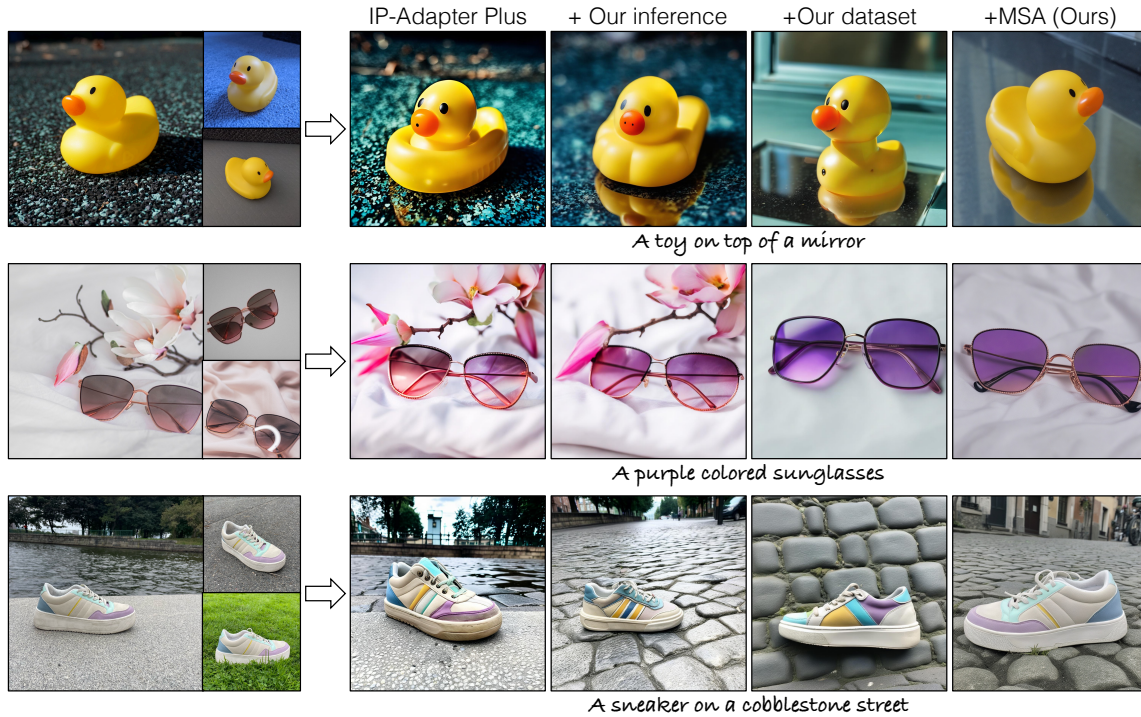 IP-Adapter Plus + Our inference +Our dataset +MSA (Ours)
A toy on top of a mirror
A purple colored sunglasses
A sneaker on a cobblestone street